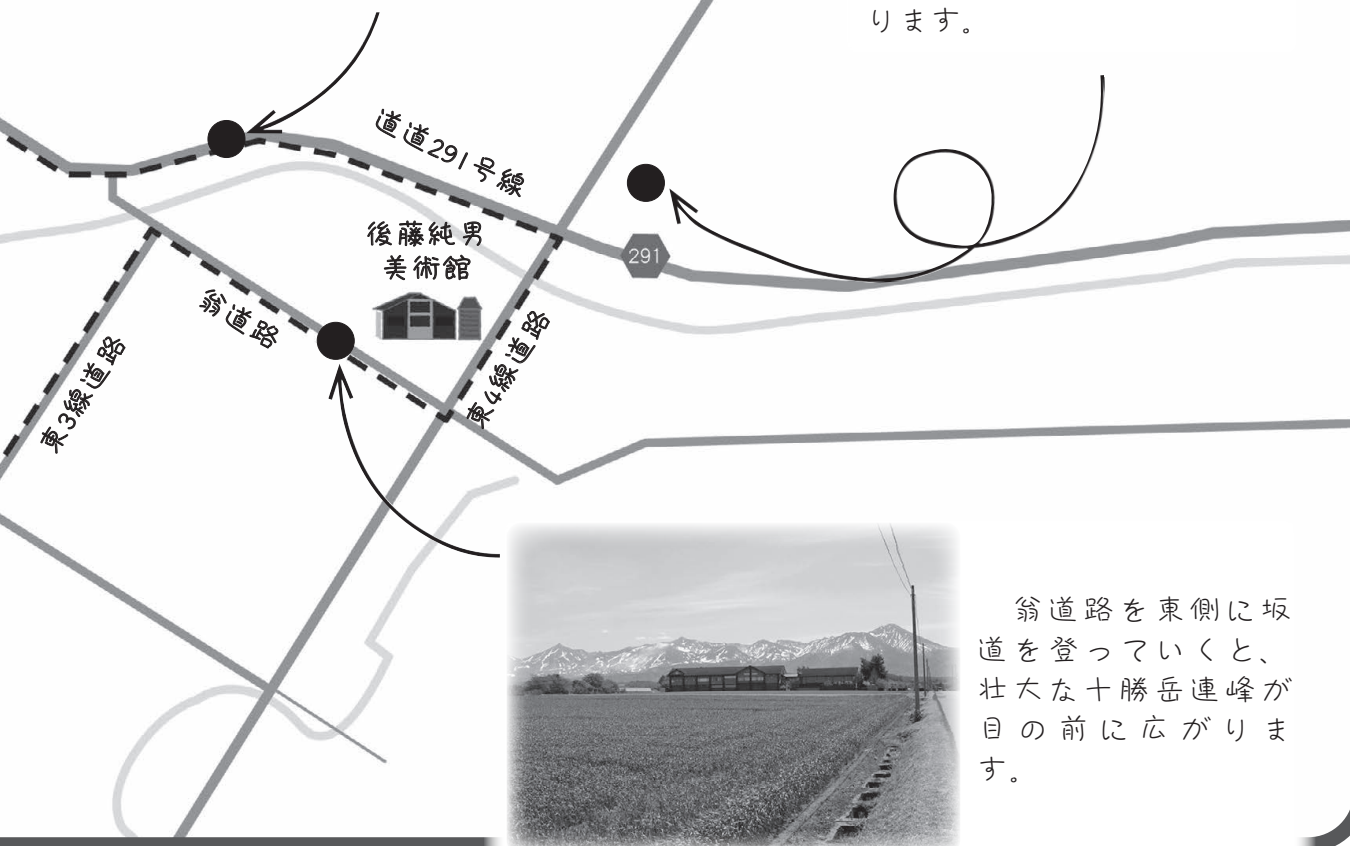 ります。
道道291号線
291
後藤純男
美術館
翁道路
東3線道路
東4線道路
翁道路を東側に坂
道を登っていくと、
壮大な十勝岳連峰が
目の前に広がりま
す。